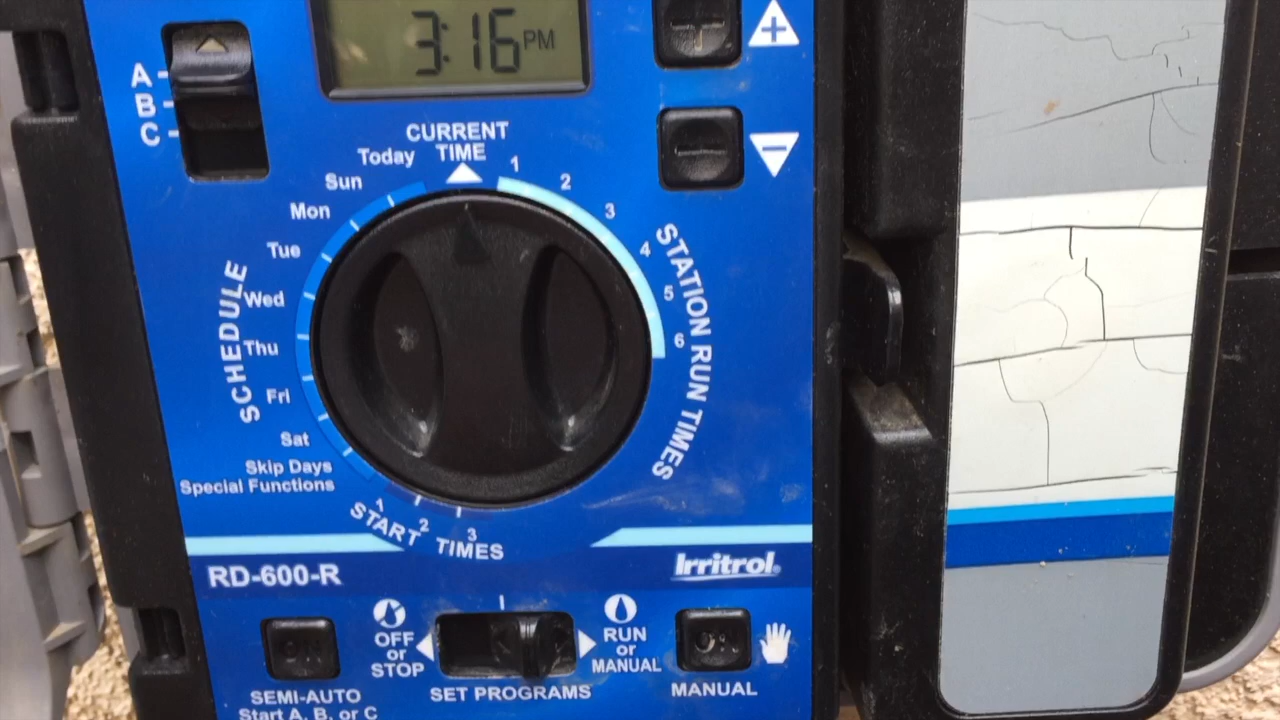 3:16 PM
A
B
C
CURRENT
TIME
Today
Sun
Mon
Tue
Wed
Thu
Fri
Sat
Skip Days
Special Functions
SCHEDULE
1
2
3
4
5
6
STATION RUN TIMES
1
2
3
START TIMES
RD-600-R
Irritrol®
OFF
or
STOP
RUN
or
MANUAL
SEMI-AUTO
Start A, B, or C
SET PROGRAMS
MANUAL